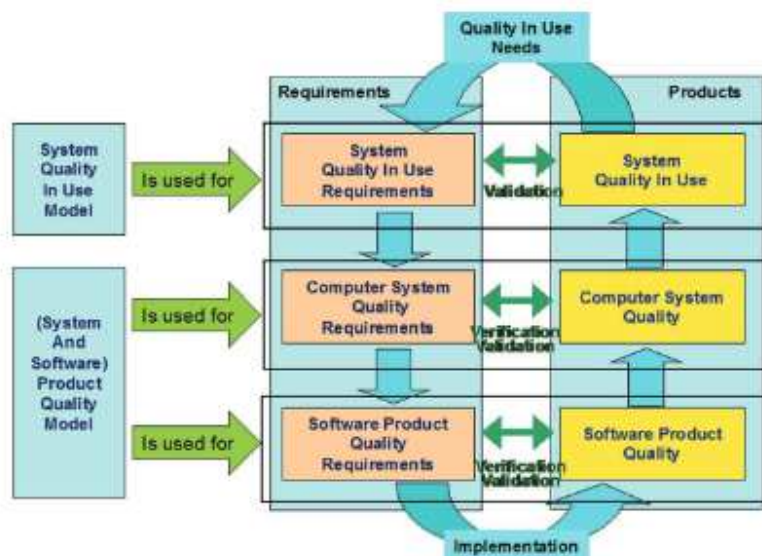 Quality In Use
Needs
Requirements
Products
System
Quality
In Use
Model
Is used for
System
Quality In Use
Requirements
Validation
System
Quality In Use
(System
And
Software)
Product
Quality
Model
Is used for
Computer System
Quality
Requirements
Verification
Validation
Computer System
Quality
Is used for
Software Product
Quality
Requirements
Verification
Validation
Software Product
Quality
Implementation